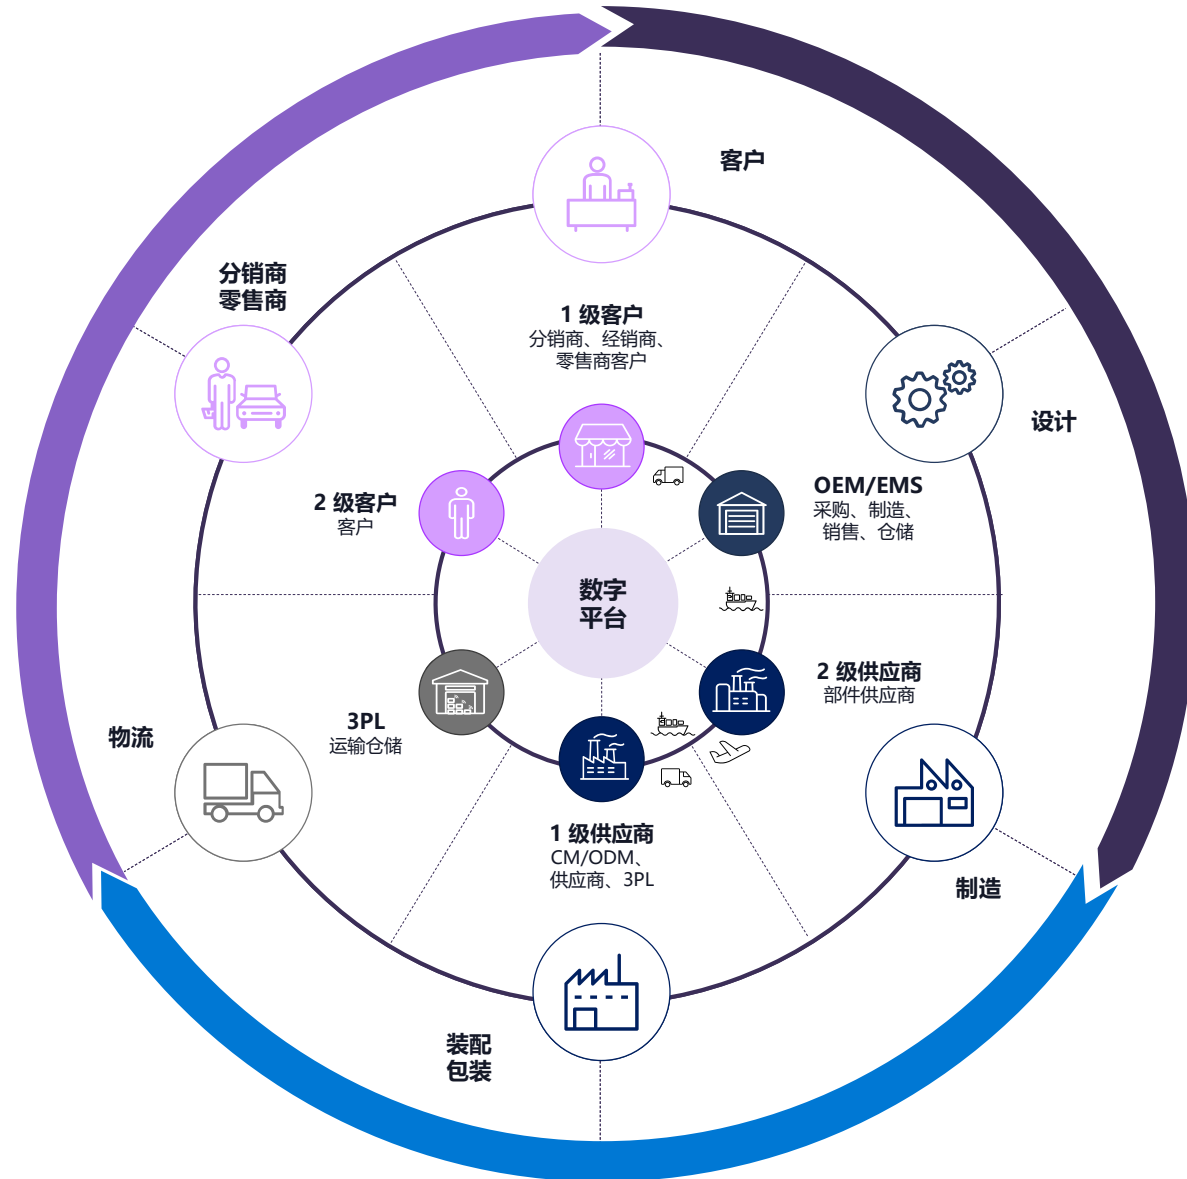 客户
分销商
零售商
1 级客户
分销商、经销商、
零售商客户
设计
2 级客户
客户
OEM/EMS
采购、制造、
销售、仓储
数字
平台
2 级供应商
部件供应商
3PL
运输仓储
物流
1 级供应商
CM/ODM、
供应商、3PL
制造
装配
包装